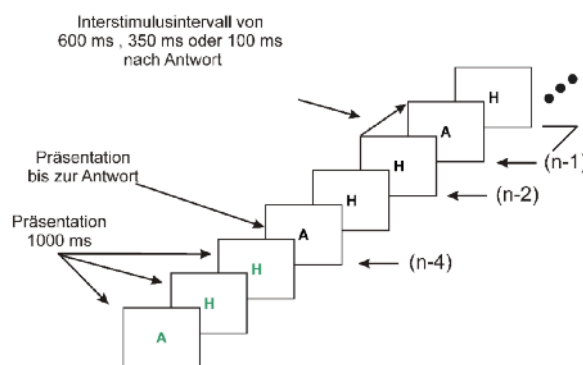 Interstimulusintervall von
600 ms , 350 ms oder 100 ms
nach Antwort
H
A
(n-1)
Präsentation
bis zur Antwort
H
(n-2)
H
Präsentation
1000 ms
A
(n-4)
H
H
A